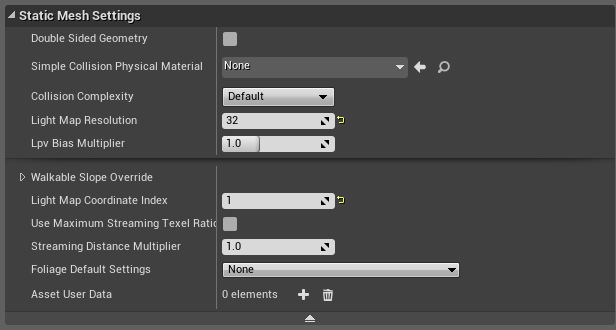 Static Mesh Settings
Double Sided Geometry
Simple Collision Physical Material None
Collision Complexity Default
Light Map Resolution 32
Lpv Bias Multiplier 1.0
Walkable Slope Override
Light Map Coordinate Index 1
Use Maximum Streaming Texel Ratio
Streaming Distance Multiplier 1.0
Foliage Default Settings None
Asset User Data 0 elements